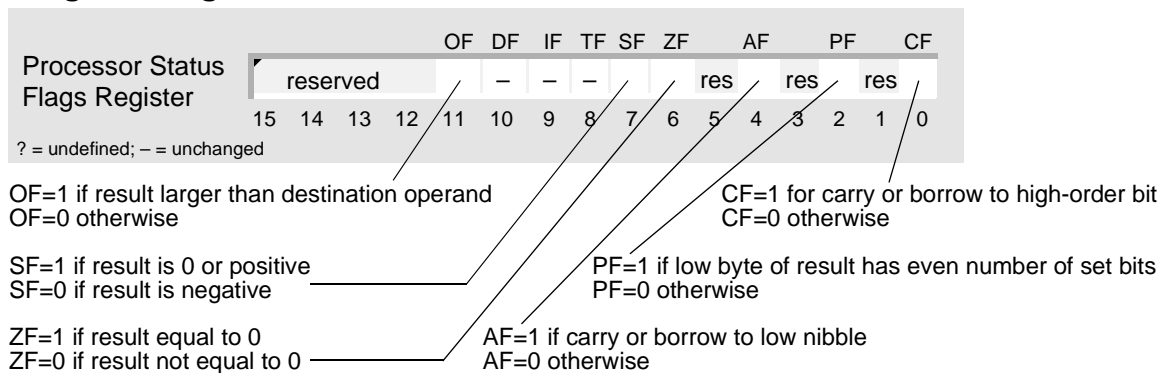 OF DF IF TF SF ZF AF PF CF
Processor Status
Flags Register
reserved – – – res res res
15 14 13 12 11 10 9 8 7 6 5 4 3 2 1 0
? = undefined; – = unchanged
OF=1 if result larger than destination operand
OF=0 otherwise
CF=1 for carry or borrow to high-order bit
CF=0 otherwise
SF=1 if result is 0 or positive
SF=0 if result is negative
PF=1 if low byte of result has even number of set bits
PF=0 otherwise
ZF=1 if result equal to 0
ZF=0 if result not equal to 0
AF=1 if carry or borrow to low nibble
AF=0 otherwise